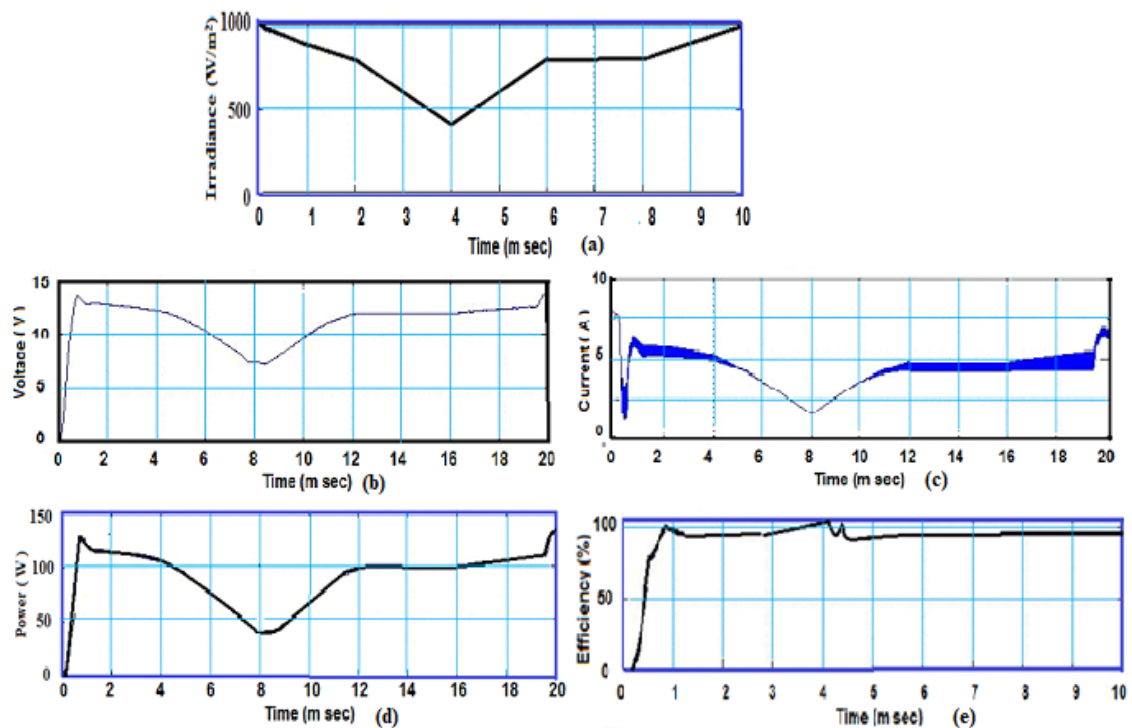 Irradiance (W/m²)
1000
500
0
0 1 2 3 4 5 6 7 8 9 10
Time (m sec) (a)
Voltace ( V )
15
10
5
0
0 2 4 6 8 10 12 14 16 18 20
Time (m sec) (b)
Current ( A )
10
5
0
0 2 4 6 8 10 12 14 16 18 20
Time (m sec) (c)
Power ( W )
150
100
50
0
0 2 4 6 8 10 12 14 16 18 20
Time (m sec) (d)
Efficiency (%)
100
50
0
0 1 2 3 4 5 6 7 8 9 10
Time (m sec) (e)